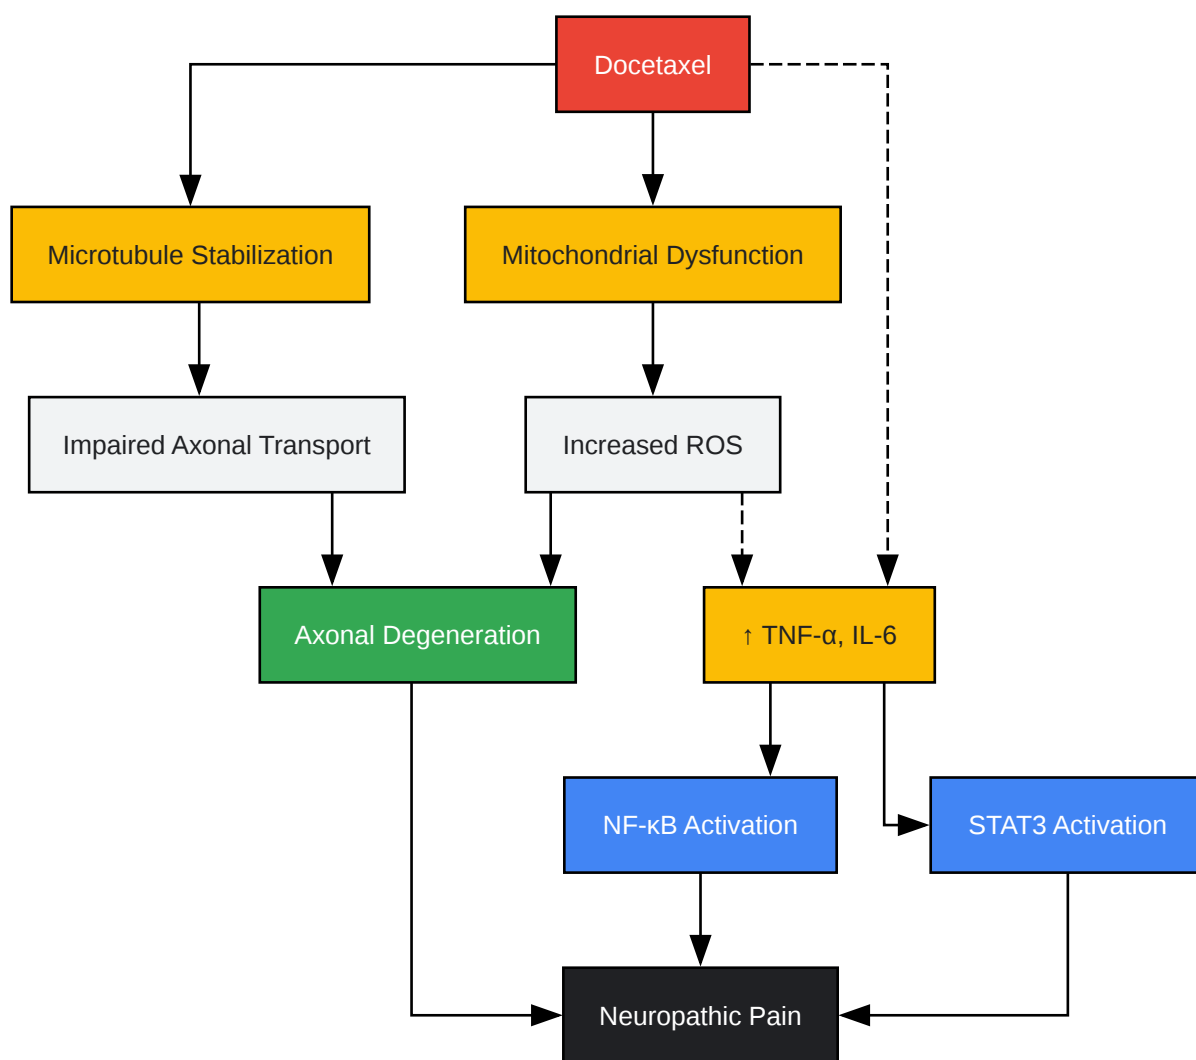 Docetaxel
Microtubule Stabilization
Mitochondrial Dysfunction
Impaired Axonal Transport
Increased ROS
Axonal Degeneration
↑ TNF-α, IL-6
NF-κB Activation
STAT3 Activation
Neuropathic Pain